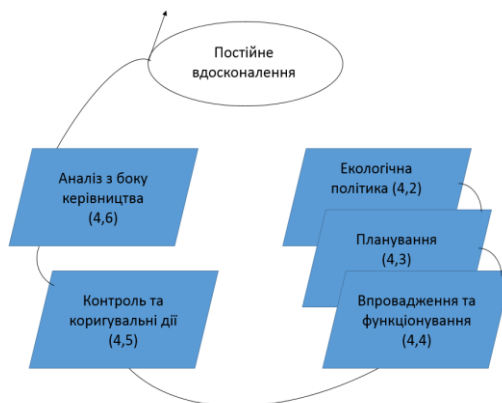 Постійне
вдосконалення
Аналіз з боку
керівництва
(4,6)
Екологічна
політика (4,2)
Планування
(4,3)
Контроль та
коригувальні дії
(4,5)
Впровадження та
функціонування
(4,4)